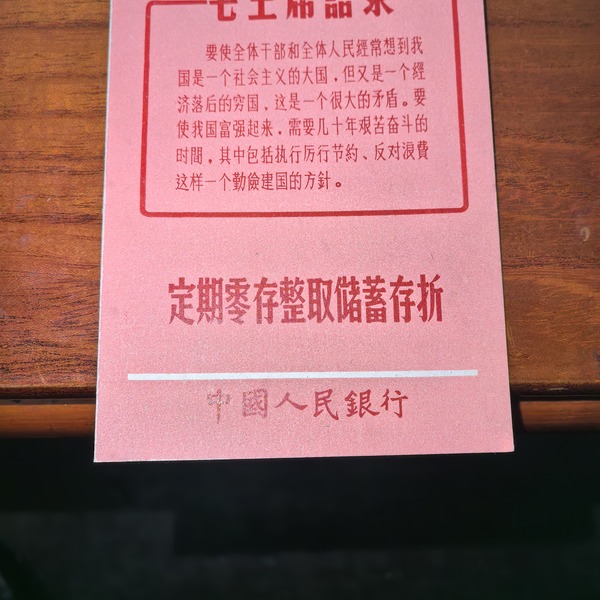 毛主席語录
要使全体干部和全体人民經常想到我
国是一个社会主义的大国，但又是一个經
济落后的穷国，这是一个很大的矛盾。要
使我国富强起来，需要几十年艰苦奋斗的
时間，其中包括执行厉行节約、反对浪費
这样一个勤儉建国的方針。
定期零存整取储蓄存折
中國人民銀行